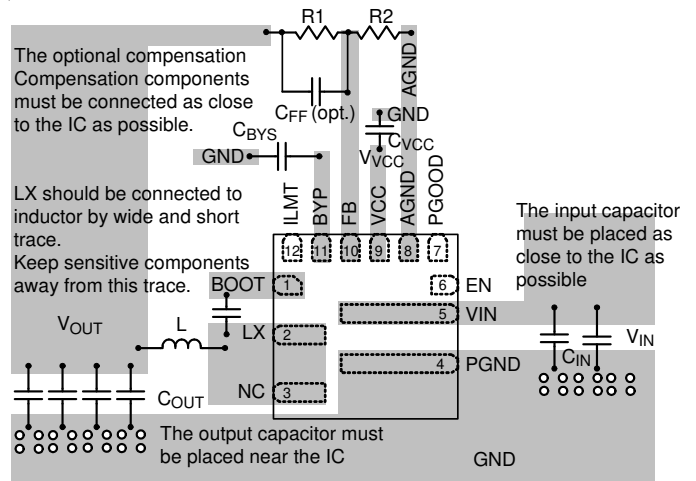 R1 R2
The optional compensation
Compensation components
must be connected as close
to the IC as possible.
CFF (opt.)
AGND
GND
CVCC
VVCC
CBYS
GND
LX should be connected to
inductor by wide and short
trace.
Keep sensitive components
away from this trace.
ILMT BYP FB VCC AGND PGOOD
12 11 10 9 8 7
The input capacitor
must be placed as
close to the IC as
possible
BOOT 1
6 EN
5 VIN
VOUT
L
LX 2
4 PGND
CIN
VIN
NC 3
COUT
The output capacitor must
be placed near the IC
GND